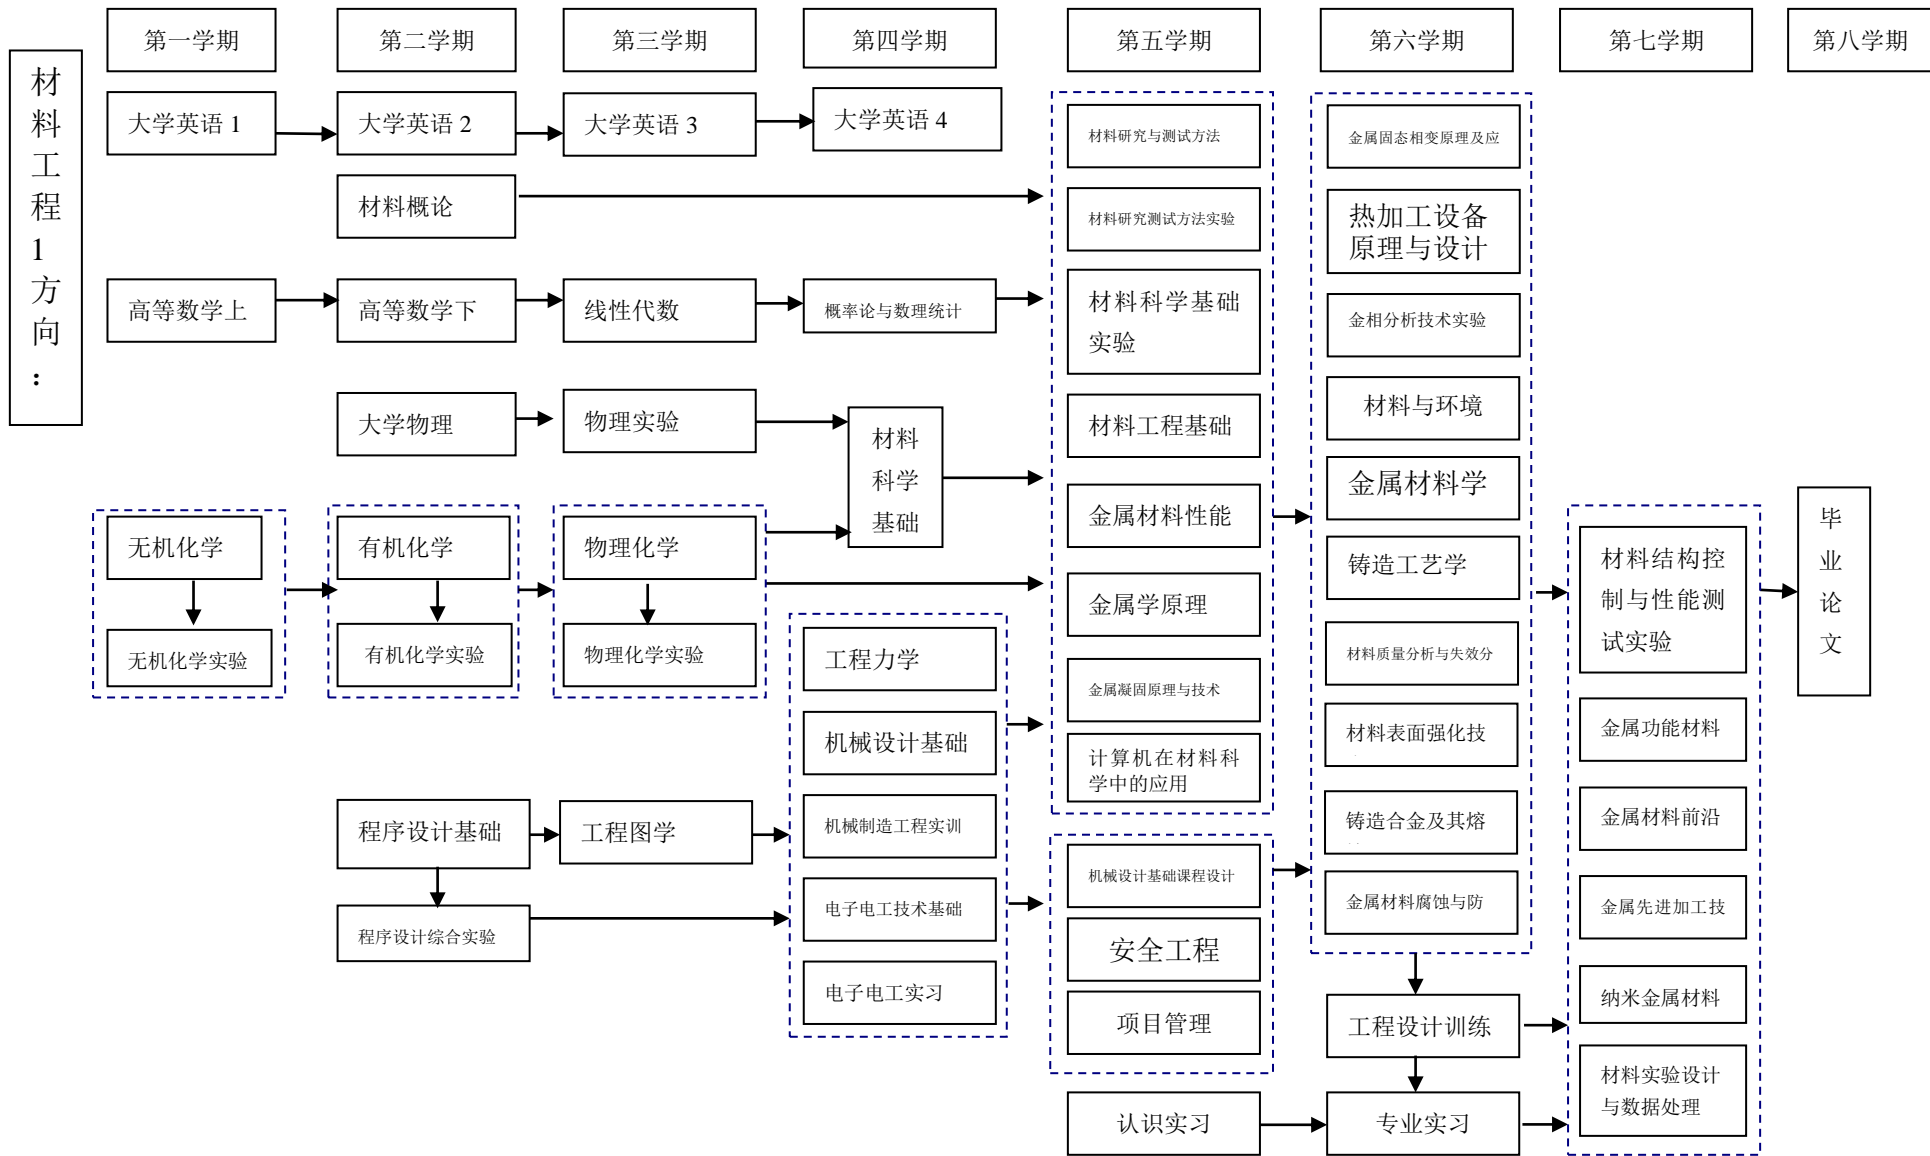 第一学期
第二学期
第三学期
第四学期
第五学期
第六学期
第七学期
第八学期
材
料
工
程
1
方
向
：
大学英语 1
大学英语 2
大学英语 3
大学英语 4
材料概论
高等数学上
高等数学下
线性代数
概率论与数理统计
大学物理
物理实验
材料
科学
基础
无机化学
无机化学实验
有机化学
有机化学实验
物理化学
物理化学实验
程序设计基础
程序设计综合实验
工程图学
工程力学
机械设计基础
机械制造工程实训
电子电工技术基础
电子电工实习
材料研究与测试方法
材料研究测试方法实验
材料科学基础
实验
材料工程基础
金属材料性能
金属学原理
金属凝固原理与技术
计算机在材料科
学中的应用
机械设计基础课程设计
安全工程
项目管理
认识实习
金属固态相变原理及应
热加工设备
原理与设计
金相分析技术实验
材料与环境
金属材料学
铸造工艺学
材料质量分析与失效分
材料表面强化技
铸造合金及其熔
金属材料腐蚀与防
工程设计训练
专业实习
材料结构控
制与性能测
试实验
金属功能材料
金属材料前沿
金属先进加工技
纳米金属材料
材料实验设计
与数据处理
毕
业
论
文